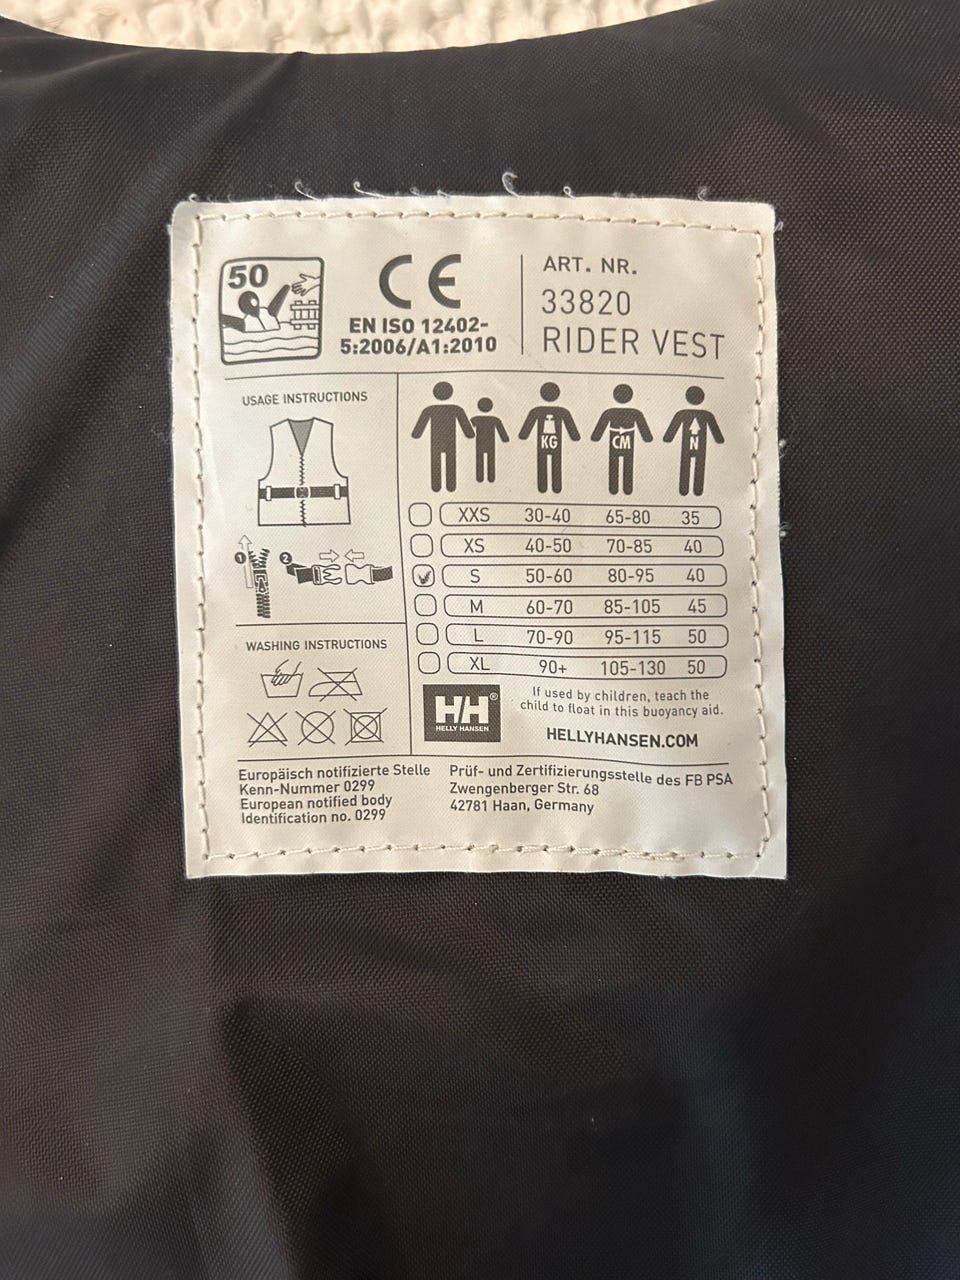 50
CE
EN ISO 12402-
5:2006/A1:2010
ART. NR.
33820
RIDER VEST
USAGE INSTRUCTIONS
1
2
KG CM N
XXS 30-40 65-80 35
XS 40-50 70-85 40
S 50-60 80-95 40
M 60-70 85-105 45
L 70-90 95-115 50
XL 90+ 105-130 50
WASHING INSTRUCTIONS
H/H®
HELLY HANSEN
If used by children, teach the
child to float in this buoyancy aid.
HELLYHANSEN.COM
Europäisch notifizierte Stelle
Kenn-Nummer 0299
European notified body
Identification no. 0299
Prüf- und Zertifizierungsstelle des FB PSA
Zwengenberger Str. 68
42781 Haan, Germany